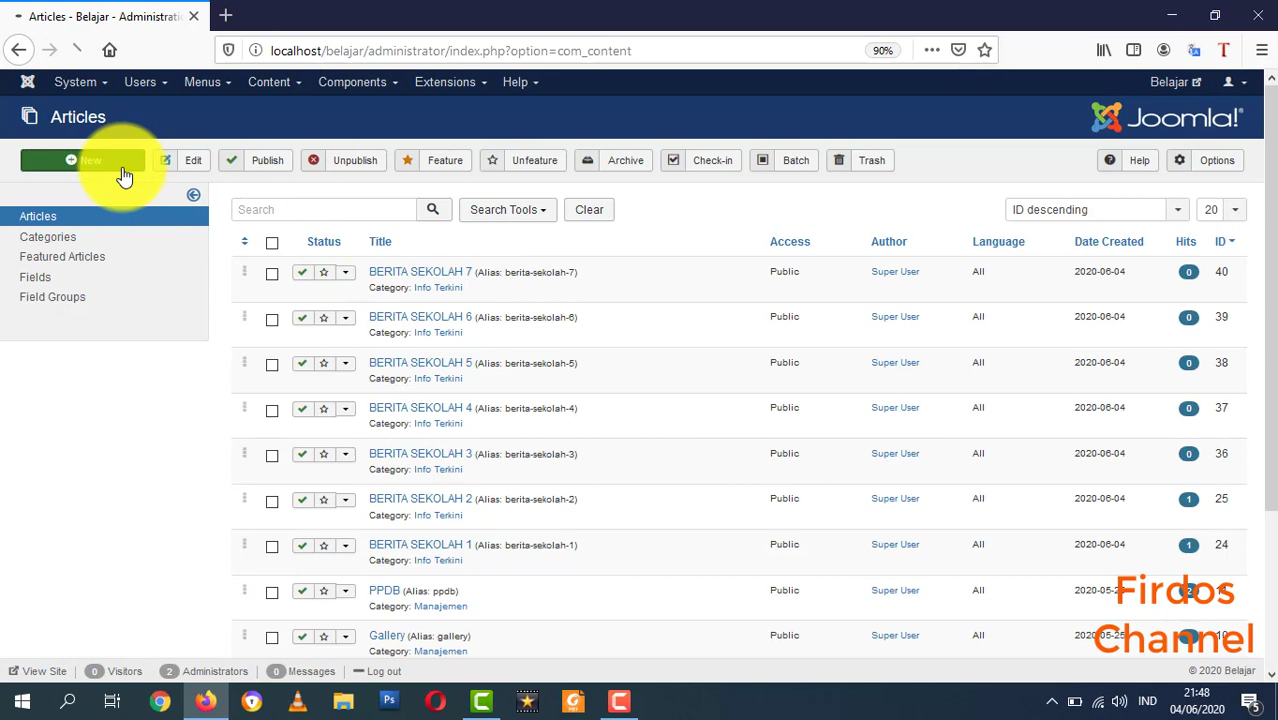 Articles - Belajar - Administratio
localhost/belajar/administrator/index.php?option=com_content
90%
System Users Menus Content Components Extensions Help Belajar
Articles
Joomla!
New Edit Publish Unpublish Feature Unfeature Archive Check-in Batch Trash Help Options
Search Search Tools Clear ID descending 20
Articles
Categories
Featured Articles
Fields
Field Groups
Status Title Access Author Language Date Created Hits ID
BERITA SEKOLAH 7 (Alias: berita-sekolah-7) Public Super User All 2020-06-04 0 40
Category: Info Terkini
BERITA SEKOLAH 6 (Alias: berita-sekolah-6) Public Super User All 2020-06-04 0 39
Category: Info Terkini
BERITA SEKOLAH 5 (Alias: berita-sekolah-5) Public Super User All 2020-06-04 0 38
Category: Info Terkini
BERITA SEKOLAH 4 (Alias: berita-sekolah-4) Public Super User All 2020-06-04 0 37
Category: Info Terkini
BERITA SEKOLAH 3 (Alias: berita-sekolah-3) Public Super User All 2020-06-04 0 36
Category: Info Terkini
BERITA SEKOLAH 2 (Alias: berita-sekolah-2) Public Super User All 2020-06-04 1 25
Category: Info Terkini
BERITA SEKOLAH 1 (Alias: berita-sekolah-1) Public Super User All 2020-06-04 1 24
Category: Info Terkini
PPDB (Alias: ppdb) Public Super User All
Category: Manajemen
Gallery (Alias: gallery) Public Super User All
Category: Manajemen
Firdos
Channel
View Site 0 Visitors 2 Administrators 0 Messages Log out © 2020 Belajar
IND 21:48
04/06/2020
5